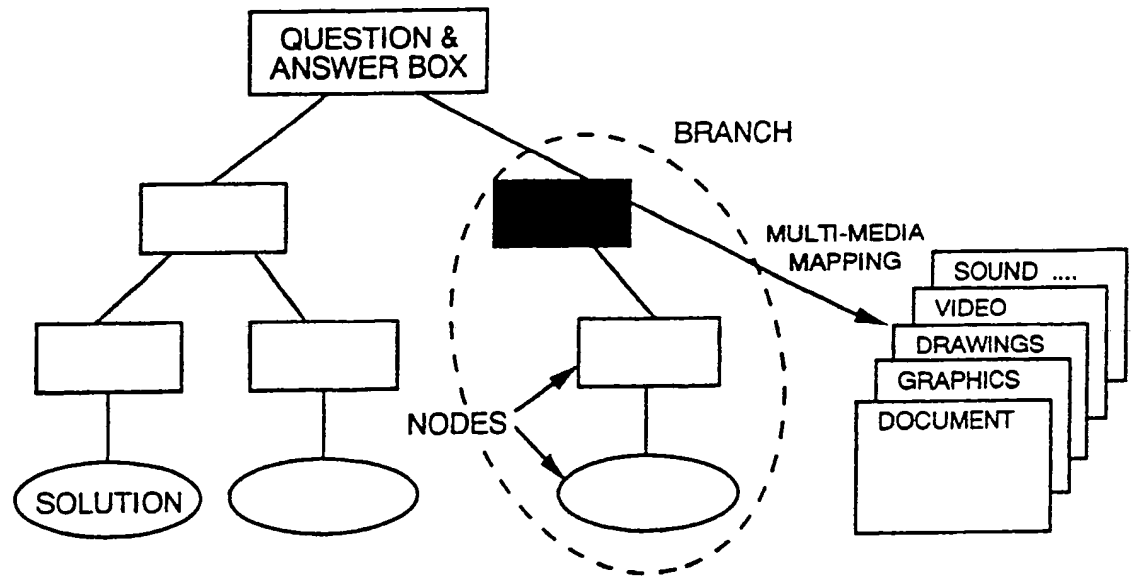 QUESTION &
ANSWER BOX
BRANCH
MULTI-MEDIA
MAPPING
SOUND ....
VIDEO
DRAWINGS
GRAPHICS
DOCUMENT
NODES
SOLUTION